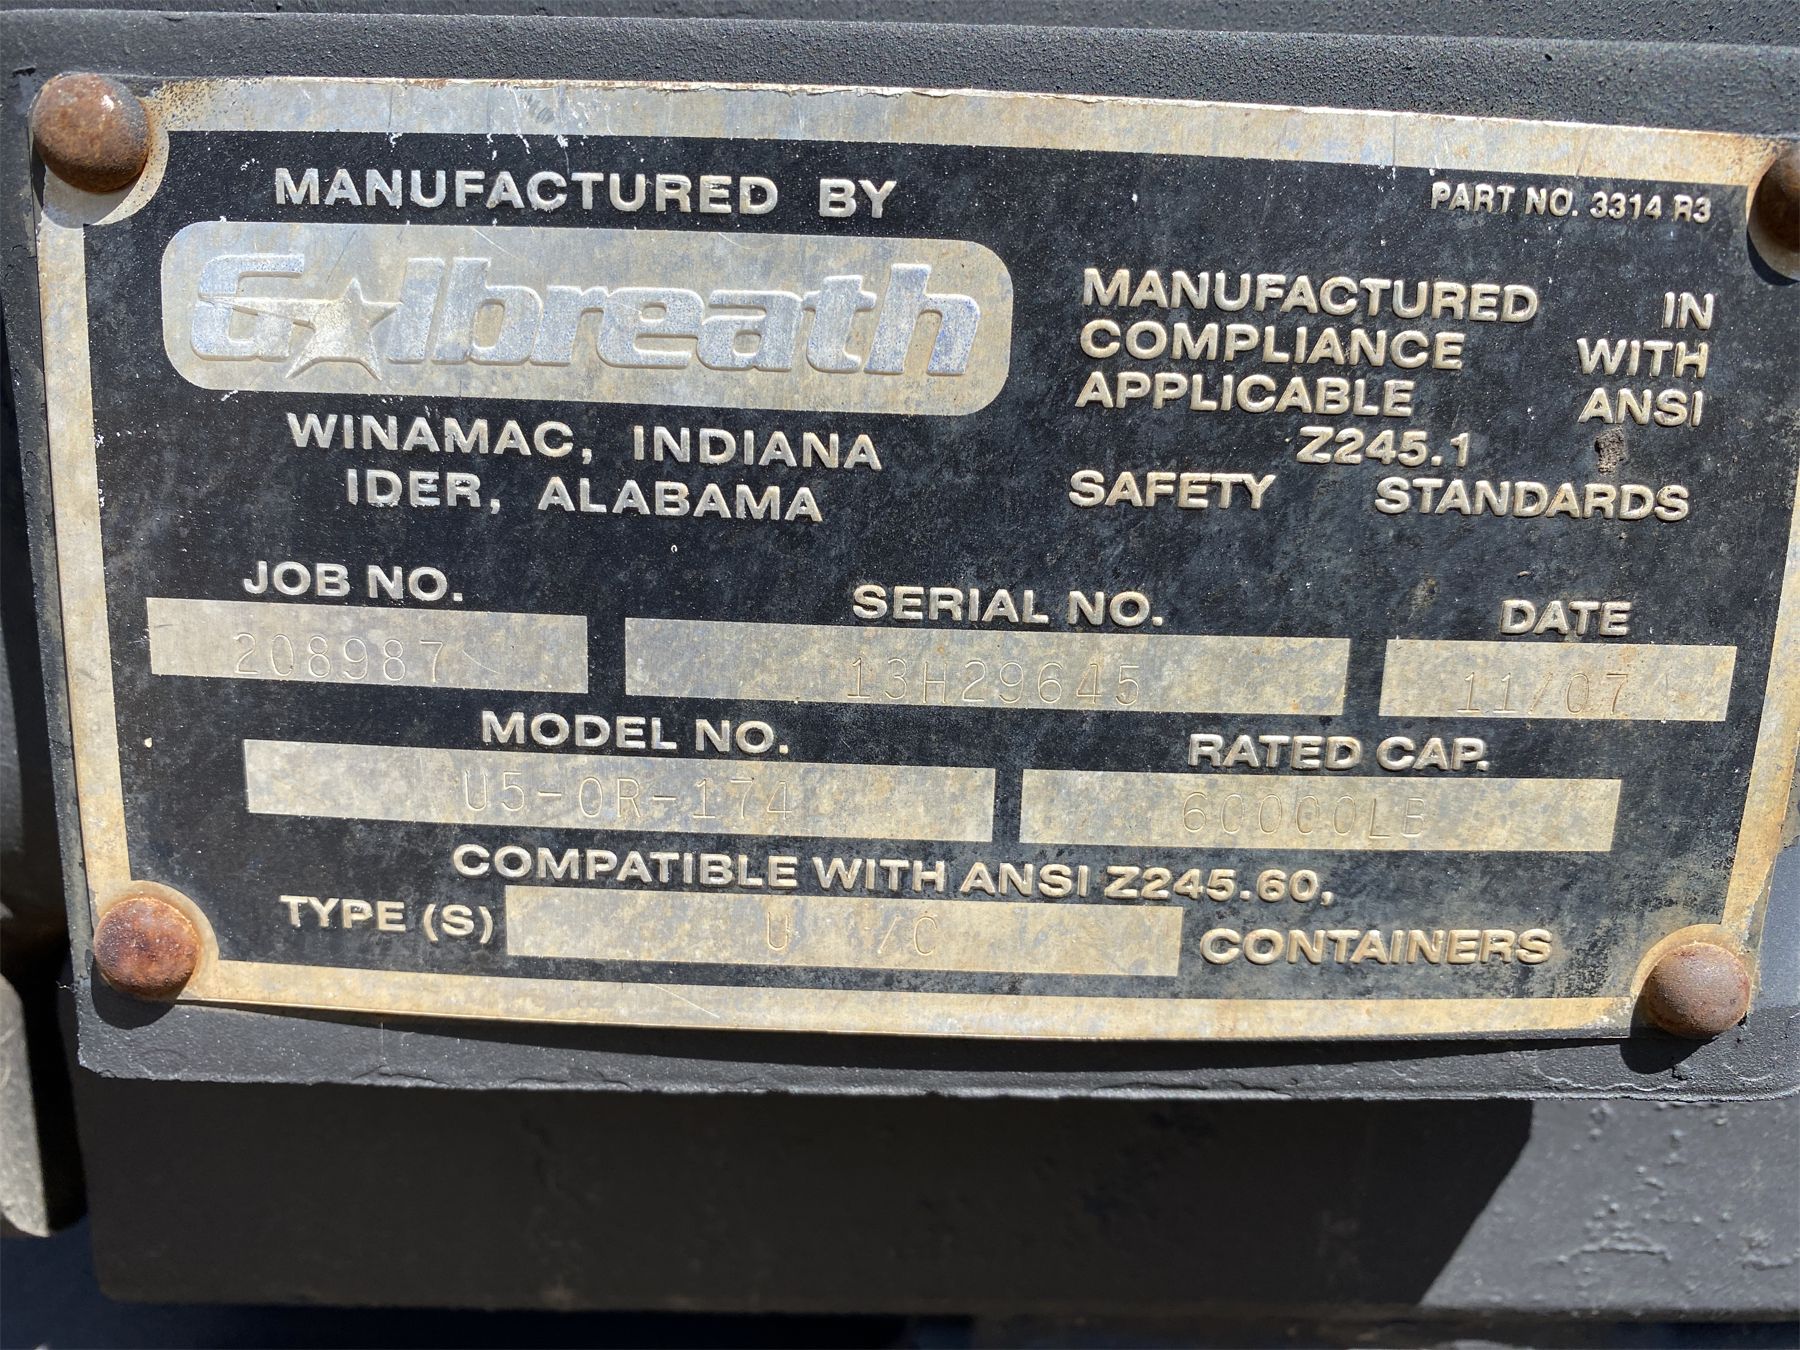 MANUFACTURED BY
Galbreath
WINAMAC, INDIANA
IDER, ALABAMA
PART NO. 3314 R3
MANUFACTURED IN
COMPLIANCE WITH
APPLICABLE ANSI
Z245.1
SAFETY STANDARDS
JOB NO.
208987
SERIAL NO.
13H29645
DATE
11/07
MODEL NO.
U5-OR-174
RATED CAP.
60000LB
COMPATIBLE WITH ANSI Z245.60,
TYPE (S) U /C CONTAINERS